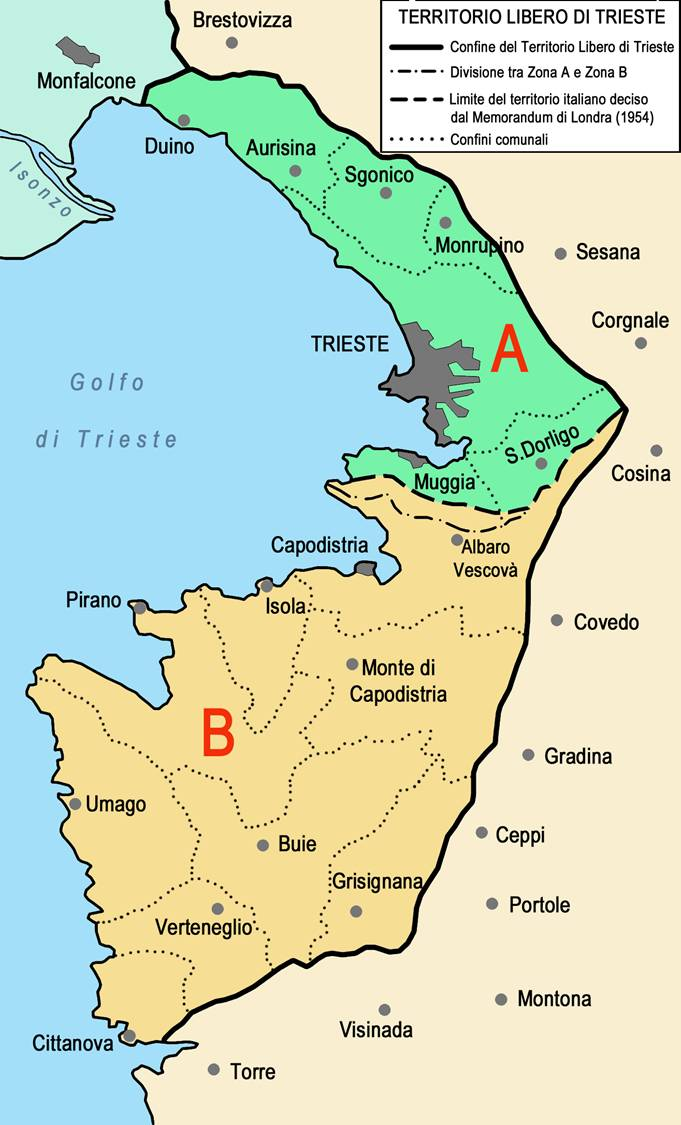 TERRITORIO LIBERO DI TRIESTE
Confine del Territorio Libero di Trieste
Divisione tra Zona A e Zona B
Limite del territorio italiano deciso
dal Memorandum di Londra (1954)
Confini comunali
Brestovizza
Monfalcone
Duino
Aurisina
Sgonico
Isonzo
Monrupino
Sesana
Corgnale
TRIESTE
A
Golfo
di Trieste
S.Dorligo
Cosina
Muggia
Capodistria
Albaro
Vescovà
Pirano
Isola
Covedo
Monte di
Capodistria
B
Gradina
Umago
Ceppi
Buie
Grisignana
Portole
Verteneglio
Montona
Visinada
Cittanova
Torre